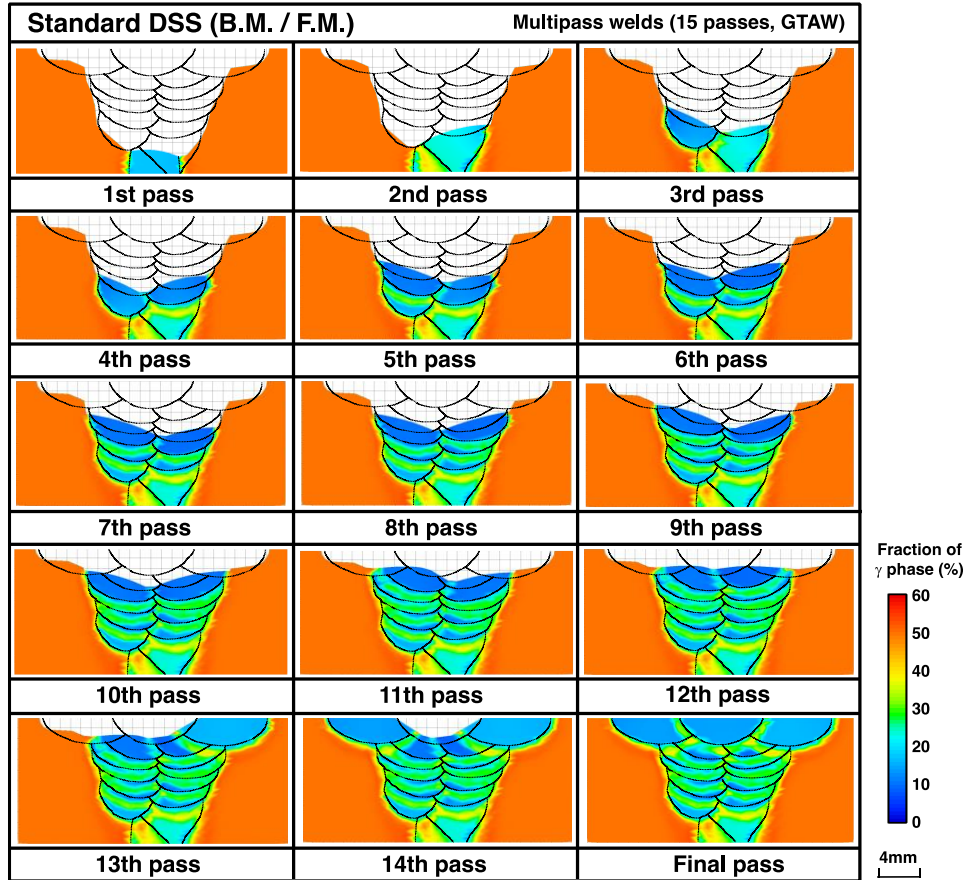 Standard DSS (B.M. / F.M.)
Multipass welds (15 passes, GTAW)
1st pass
2nd pass
3rd pass
4th pass
5th pass
6th pass
7th pass
8th pass
9th pass
10th pass
11th pass
12th pass
13th pass
14th pass
Final pass
Fraction of
γ phase (%)
60
50
40
30
20
10
0
4mm